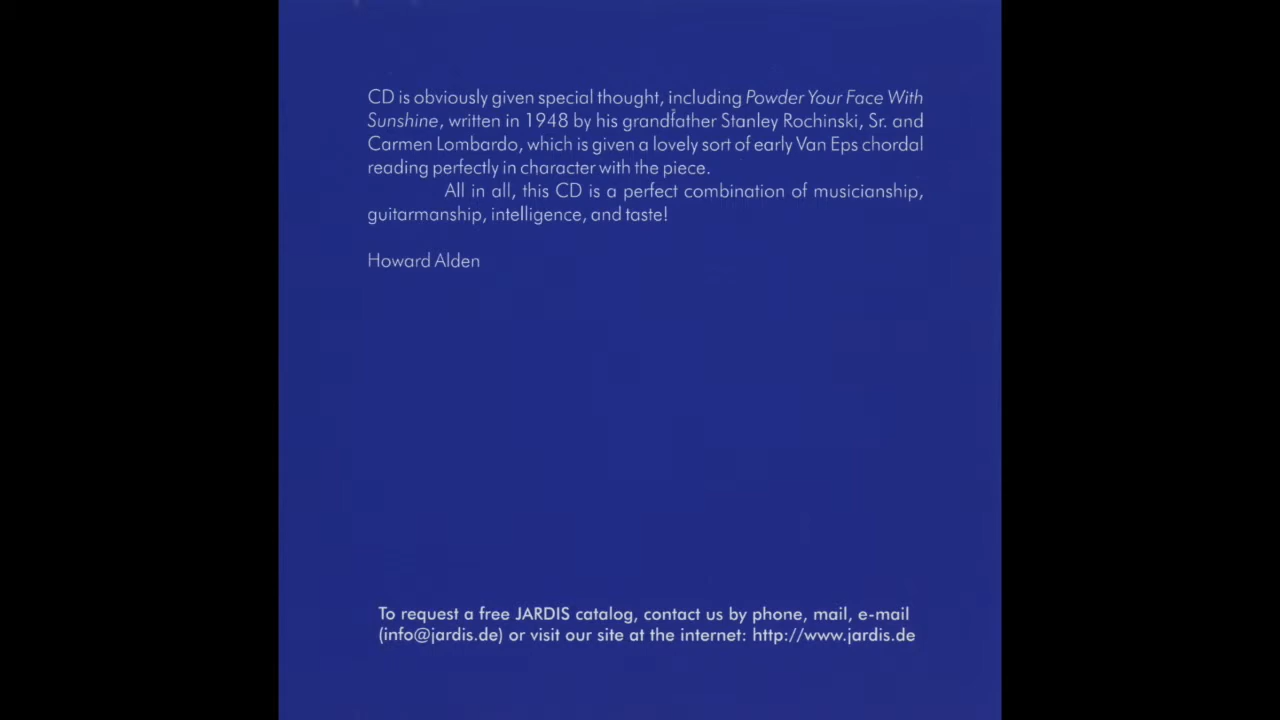 CD is obviously given special thought, including Powder Your Face With
Sunshine, written in 1948 by his grandfather Stanley Rochinski, Sr. and
Carmen Lombardo, which is given a lovely sort of early Van Eps chordal
reading perfectly in character with the piece.
All in all, this CD is a perfect combination of musicianship,
guitarmanship, intelligence, and taste!
Howard Alden
To request a free JARDIS catalog, contact us by phone, mail, e-mail
(info@jardis.de) or visit our site at the internet: http://www.jardis.de